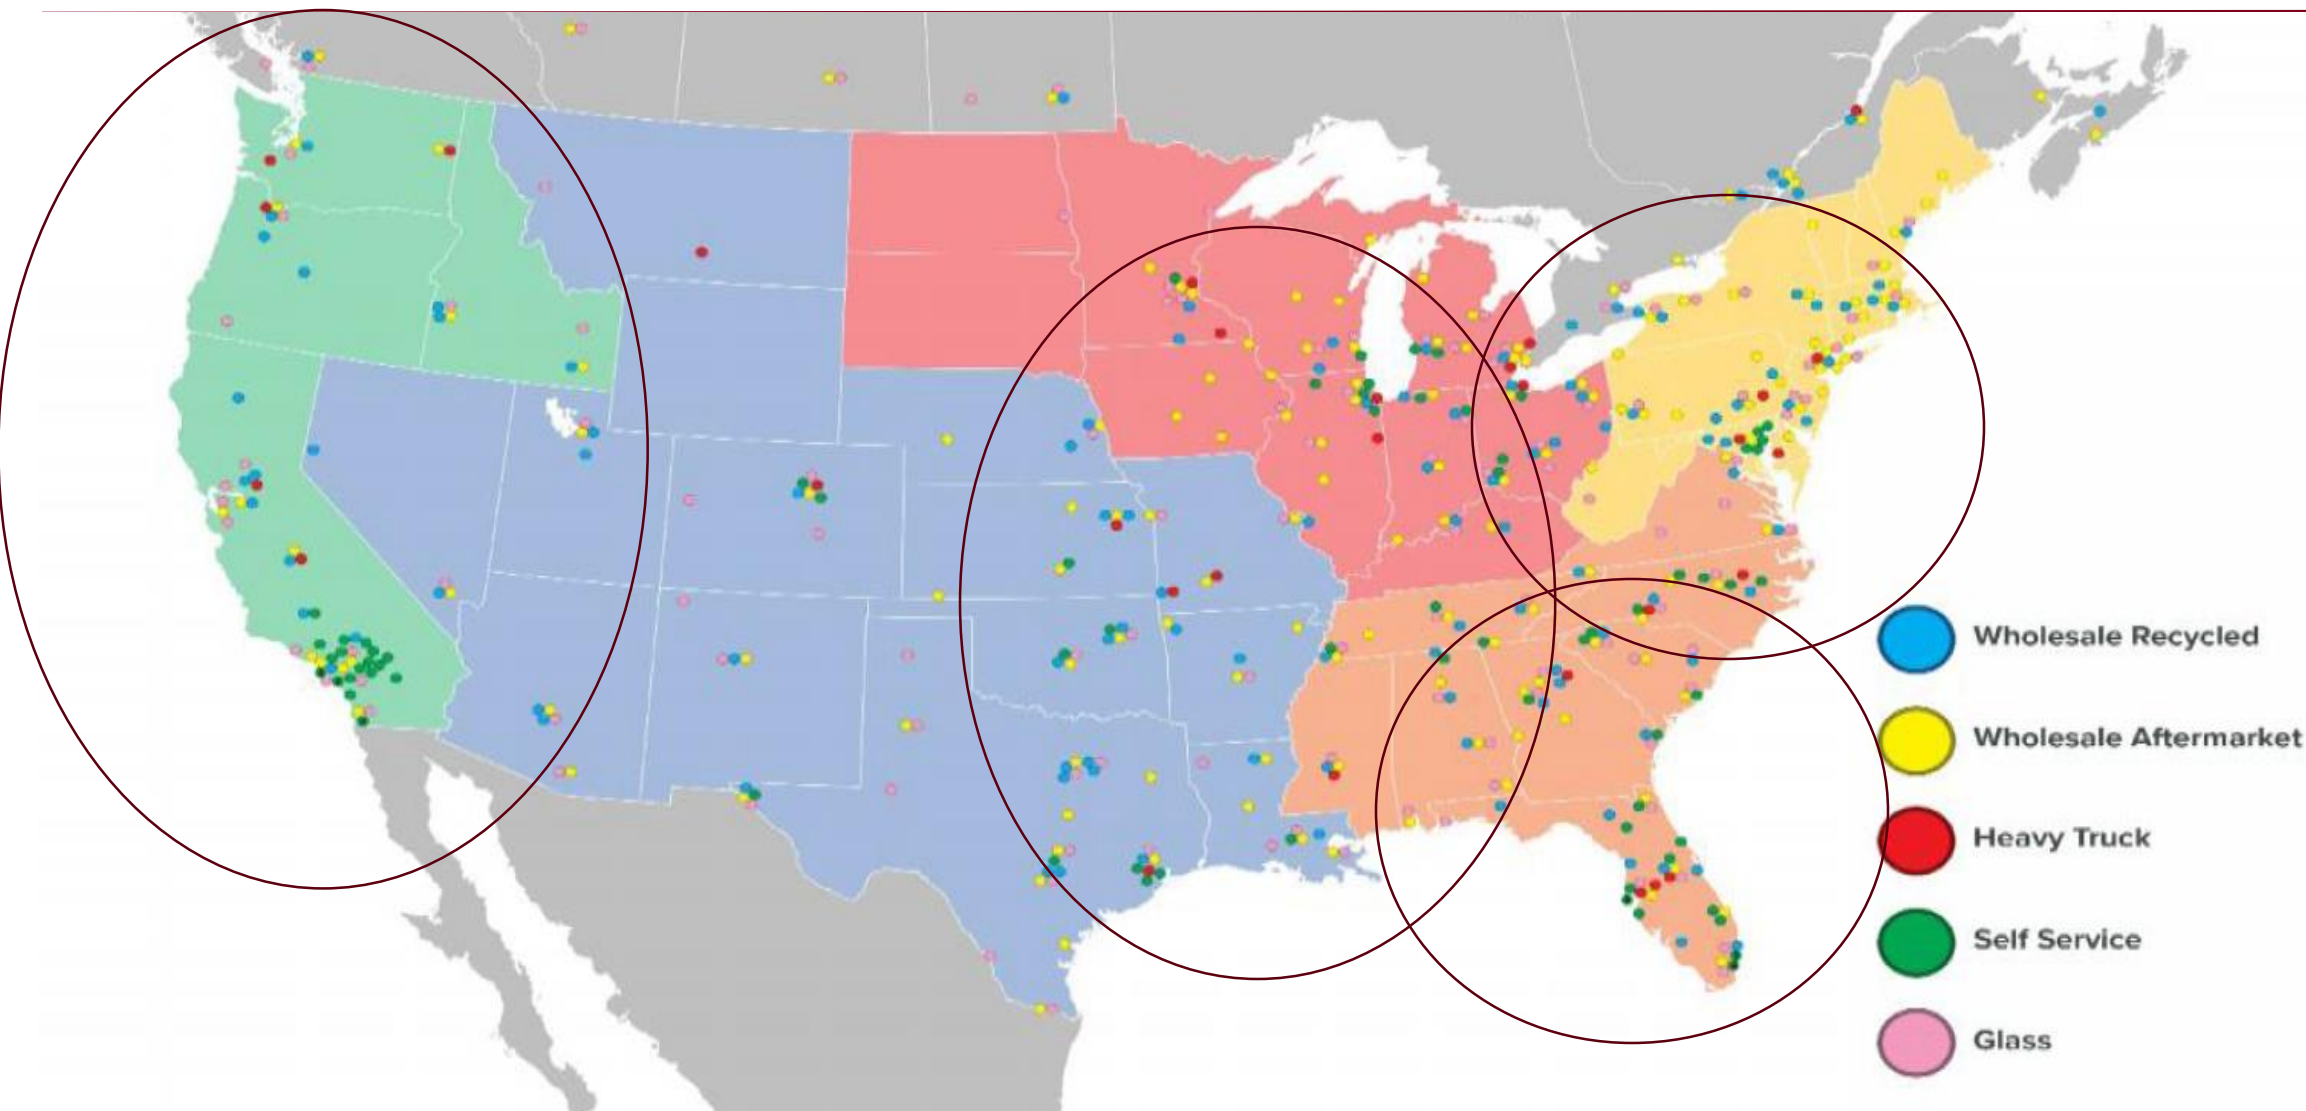 Wholesale Recycled
Wholesale Aftermarket
Heavy Truck
Self Service
Glass